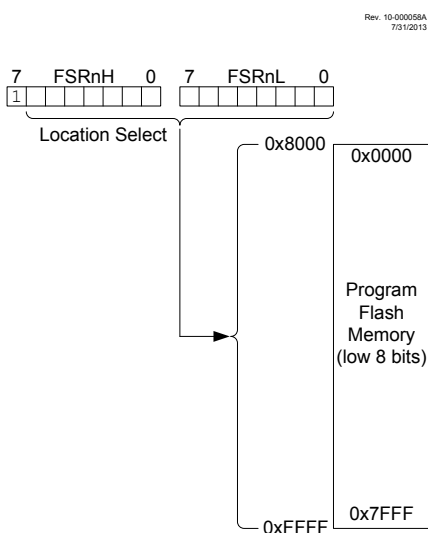 Rev. 10-000058A
7/31/2013
7 FSRnH 0 7 FSRnL 0
1
Location Select
0x8000
0x0000
Program
Flash
Memory
(low 8 bits)
0x7FFF
0xFFFF